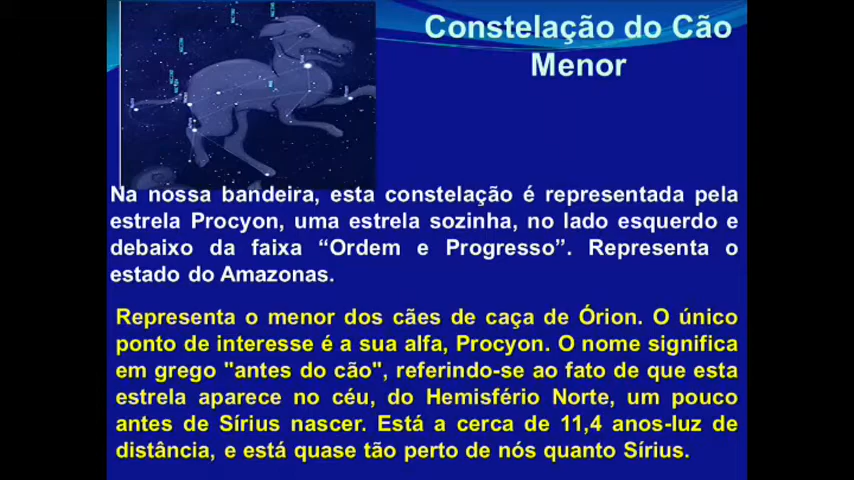 Constelação do Cão
Menor
Na nossa bandeira, esta constelação é representada pela
estrela Procyon, uma estrela sozinha, no lado esquerdo e
debaixo da faixa “Ordem e Progresso”. Representa o
estado do Amazonas.
Representa o menor dos cães de caça de Órion. O único
ponto de interesse é a sua alfa, Procyon. O nome significa
em grego "antes do cão", referindo-se ao fato de que esta
estrela aparece no céu, do Hemisfério Norte, um pouco
antes de Sírius nascer. Está a cerca de 11,4 anos-luz de
distância, e está quase tão perto de nós quanto Sírius.